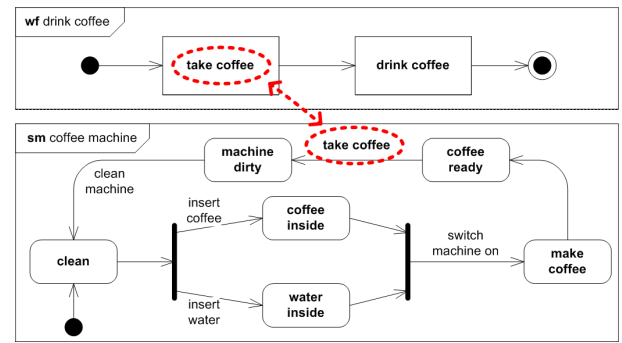 wf drink coffee
take coffee
drink coffee
sm coffee machine
machine
dirty
take coffee
coffee
ready
clean
machine
insert
coffee
coffee
inside
switch
machine on
clean
make
coffee
insert
water
water
inside